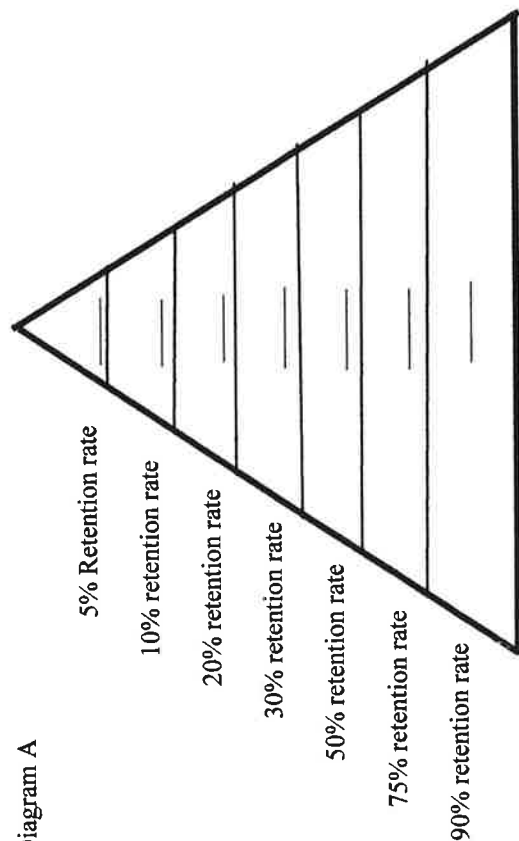 Diagram A
5% Retention rate
10% retention rate
20% retention rate
30% retention rate
50% retention rate
75% retention rate
90% retention rate